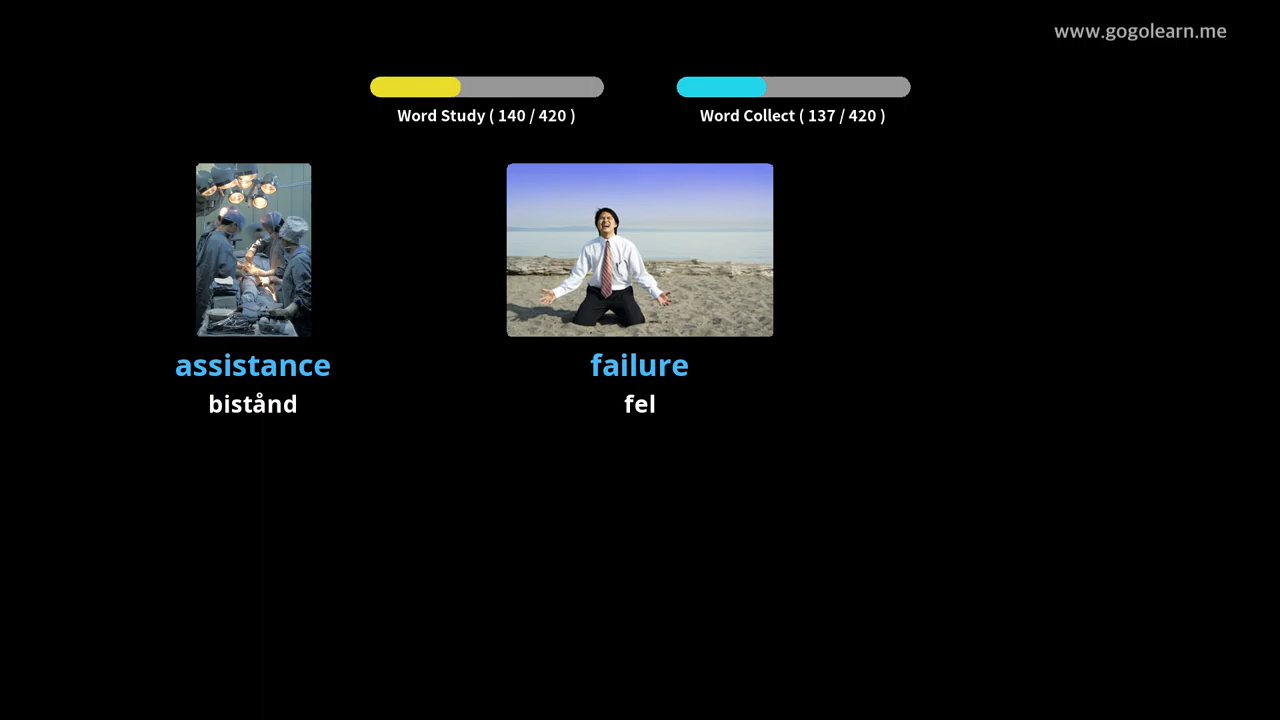 www.gogolearn.me
Word Study ( 140 / 420 )
Word Collect ( 137 / 420 )
assistance
bistånd
failure
fel